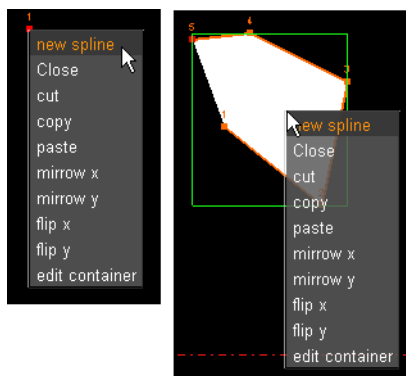 1
new spline
Close
cut
copy
paste
mirrow x
mirrow y
flip x
flip y
edit container
5
4
3
1
new spline
Close
cut
copy
paste
mirrow x
mirrow y
flip x
flip y
edit container